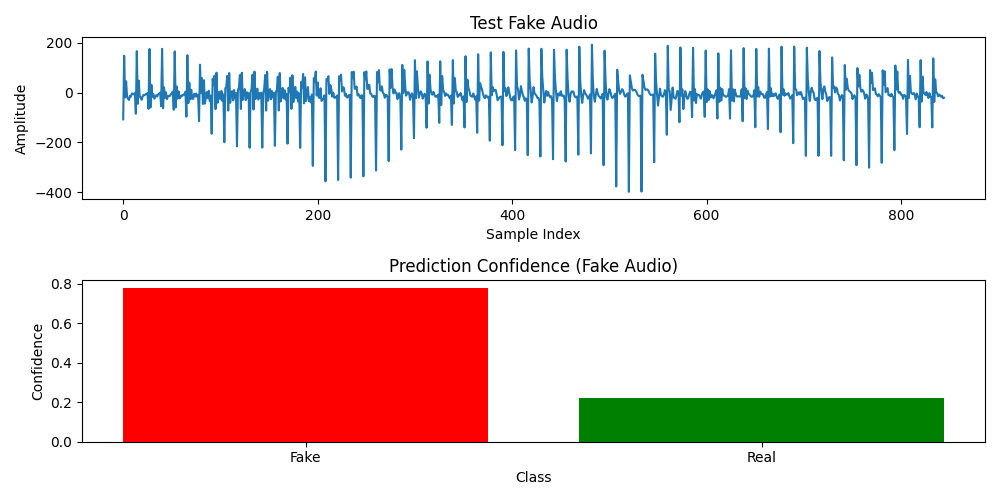 Test Fake Audio
200
0
−200
−400
Amplitude
0 200 400 600 800
Sample Index
Prediction Confidence (Fake Audio)
0.8
0.6
0.4
0.2
0.0
Confidence
Fake Real
Class